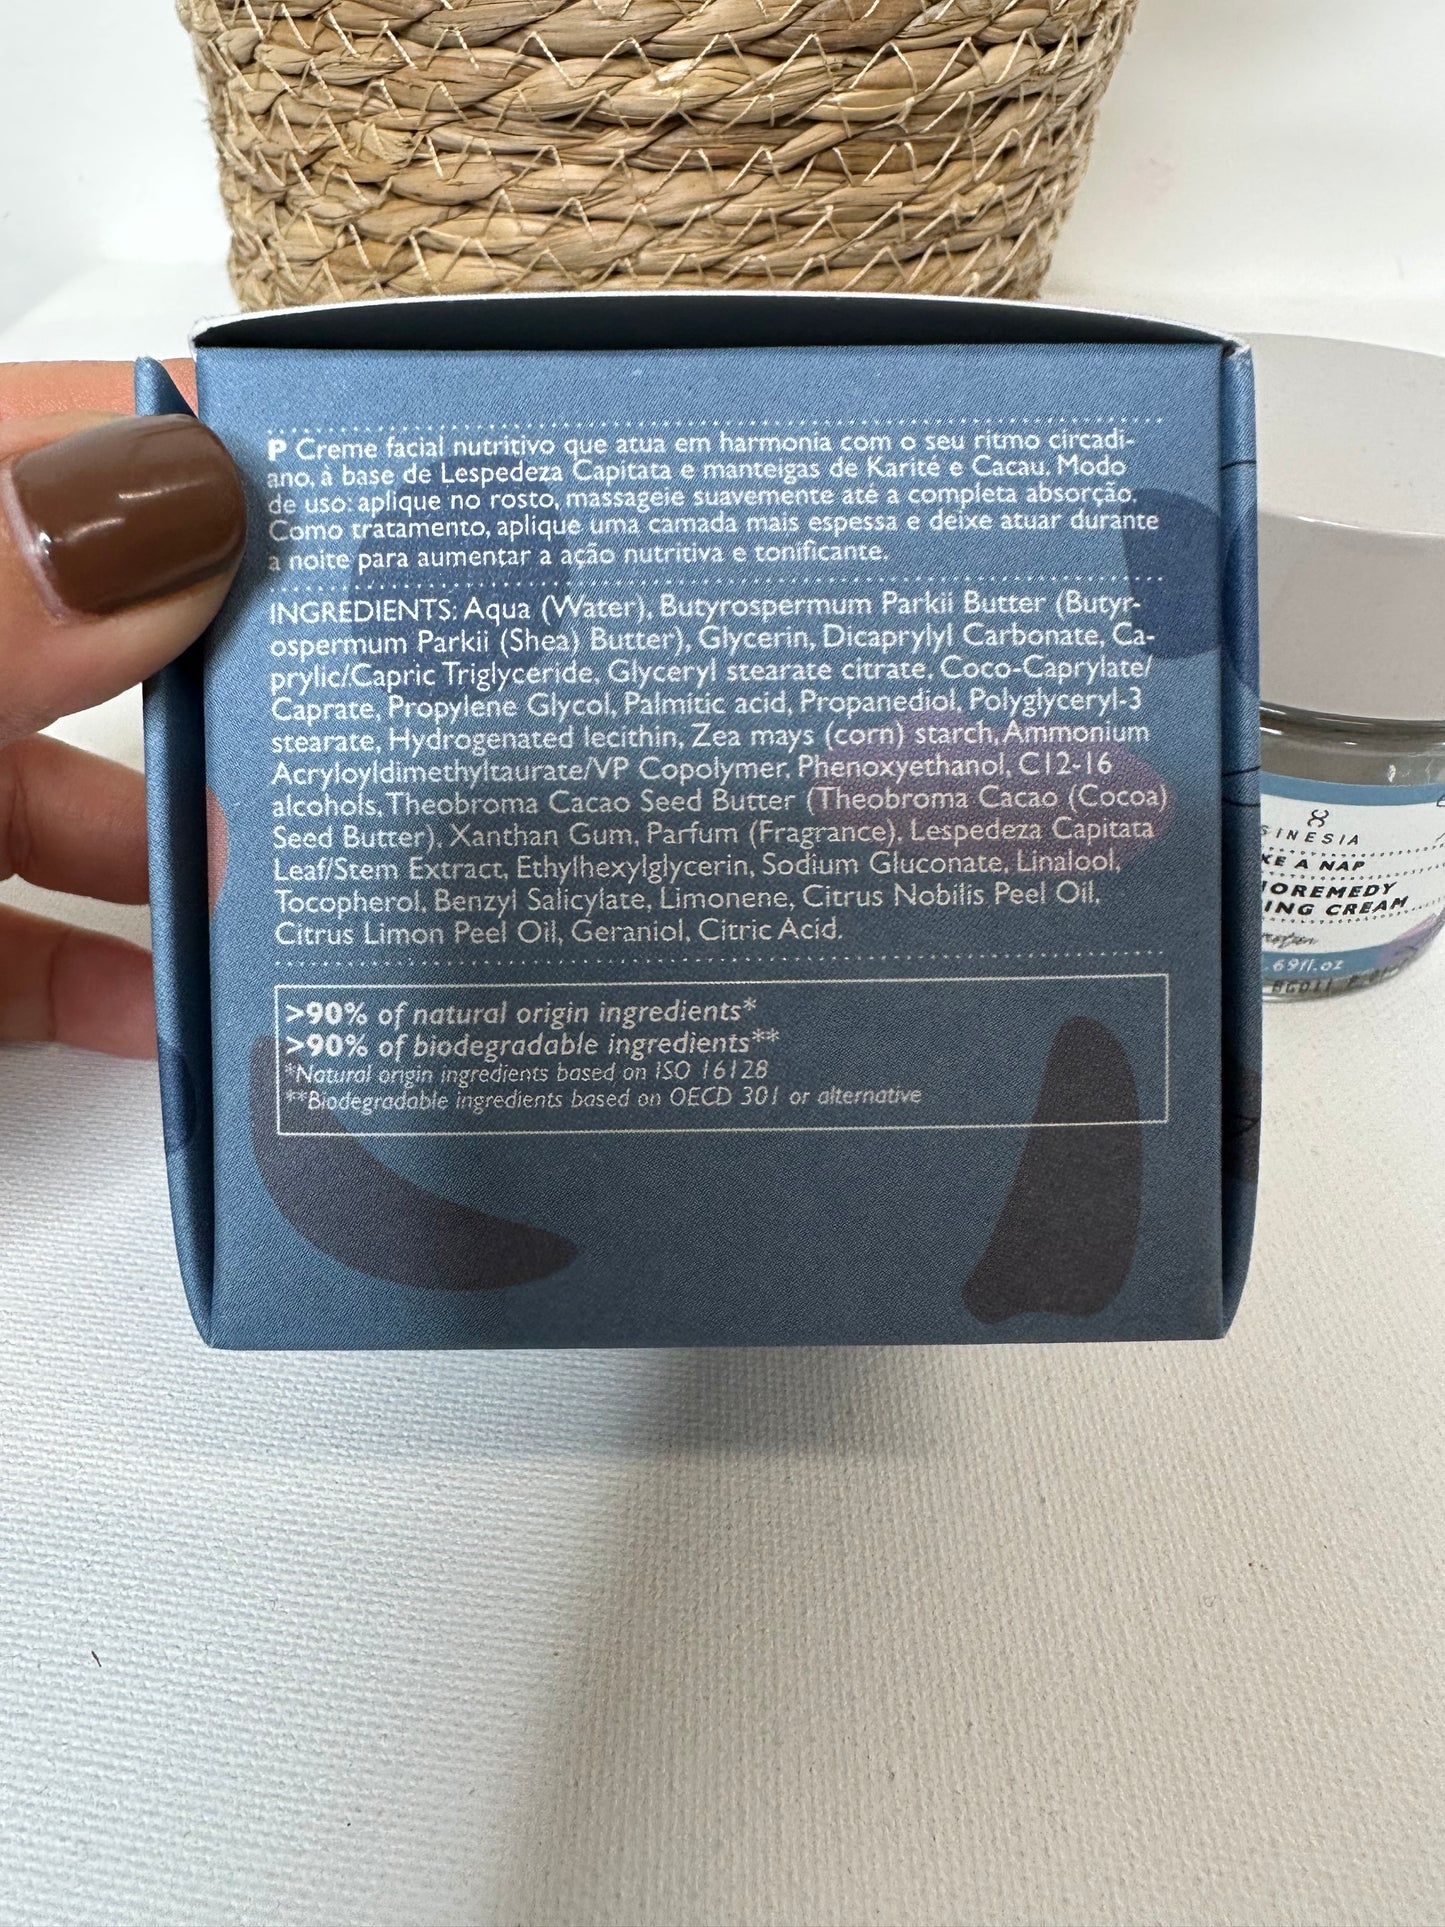 P Creme facial nutritivo que atua em harmonia com o seu ritmo circadi-
ano, à base de Lespedeza Capitata e manteigas de Karité e Cacau. Modo
de uso: aplique no rosto, massageie suavemente até a completa absorção.
Como tratamento, aplique uma camada mais espessa e deixe atuar durante
a noite para aumentar a ação nutritiva e tonificante.
INGREDIENTS: Aqua (Water), Butyrospermum Parkii Butter (Butyr-
ospermum Parkii (Shea) Butter), Glycerin, Dicaprylyl Carbonate, Ca-
prylic/Capric Triglyceride, Glyceryl stearate citrate, Coco-Caprylate/
Caprate, Propylene Glycol, Palmitic acid, Propanediol, Polyglyceryl-3
stearate, Hydrogenated lecithin, Zea mays (corn) starch, Ammonium
Acryloyldimethyltaurate/VP Copolymer, Phenoxyethanol, C12-16
alcohols, Theobroma Cacao Seed Butter (Theobroma Cacao (Cocoa)
Seed Butter), Xanthan Gum, Parfum (Fragrance), Lespedeza Capitata
Leaf/Stem Extract, Ethylhexylglycerin, Sodium Gluconate, Linalool,
Tocopherol, Benzyl Salicylate, Limonene, Citrus Nobilis Peel Oil,
Citrus Limon Peel Oil, Geraniol, Citric Acid.
>90% of natural origin ingredients*
>90% of biodegradable ingredients**
*Natural origin ingredients based on ISO 16128
**Biodegradable ingredients based on OECD 301 or alternative
SINESIA
KE A NAP
IOREMEDY
ING CREAM
.69fl.oz